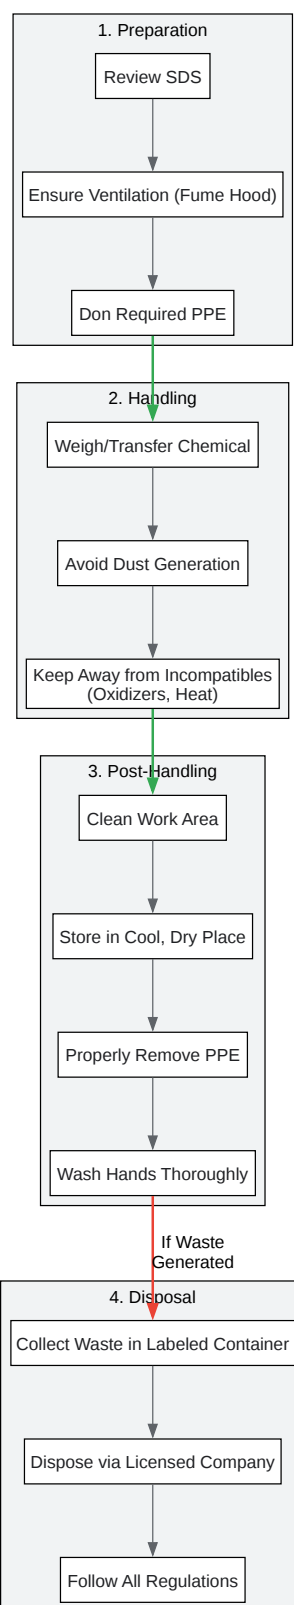 1. Preparation
Review SDS
Ensure Ventilation (Fume Hood)
Don Required PPE
2. Handling
Weigh/Transfer Chemical
Avoid Dust Generation
Keep Away from Incompatibles
(Oxidizers, Heat)
3. Post-Handling
Clean Work Area
Store in Cool, Dry Place
Properly Remove PPE
Wash Hands Thoroughly
If Waste
Generated
4. Disposal
Collect Waste in Labeled Container
Dispose via Licensed Company
Follow All Regulations